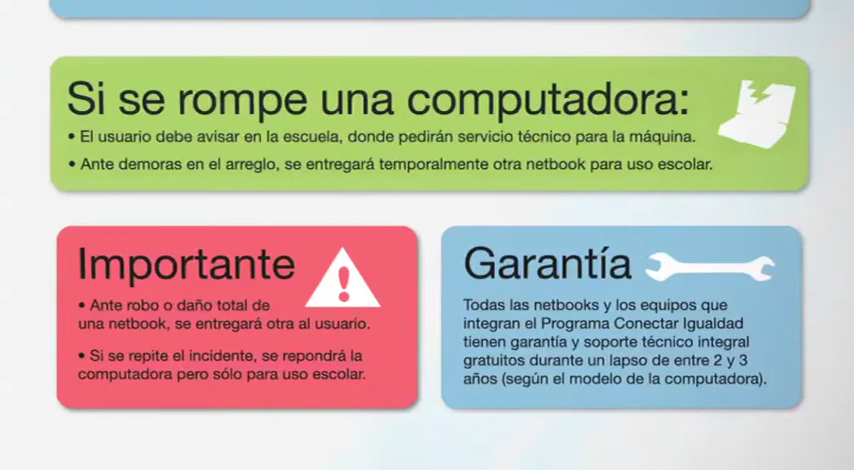 Si se rompe una computadora:
• El usuario debe avisar en la escuela, donde pedirán servicio técnico para la máquina.
• Ante demoras en el arreglo, se entregará temporalmente otra netbook para uso escolar.
Importante
• Ante robo o daño total de
una netbook, se entregará otra al usuario.
• Si se repite el incidente, se repondrá la
computadora pero sólo para uso escolar.
Garantía
Todas las netbooks y los equipos que
integran el Programa Conectar Igualdad
tienen garantía y soporte técnico integral
gratuitos durante un lapso de entre 2 y 3
años (según el modelo de la computadora).